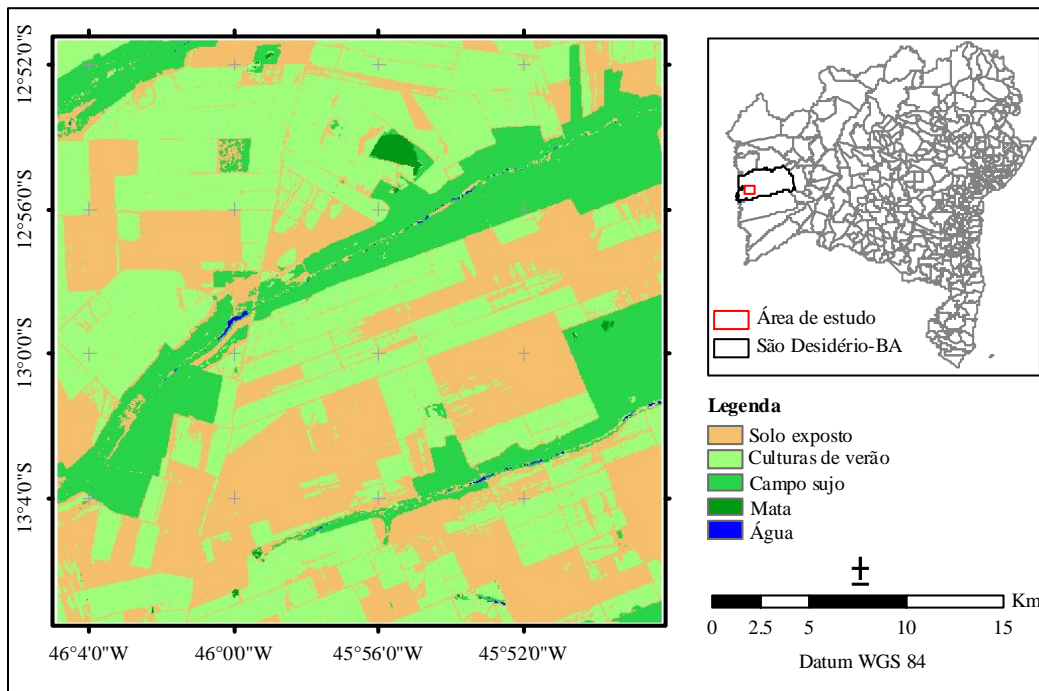 12°52'0"S
12°56'0"S
13°0'0"S
13°4'0"S
46°4'0"W
46°0'0"W
45°56'0"W
45°52'0"W
Área de estudo
São Desidério-BA
Legenda
Solo exposto
Culturas de verão
Campo sujo
Mata
Água
Km
0
2.5
5
10
15
Datum WGS 84